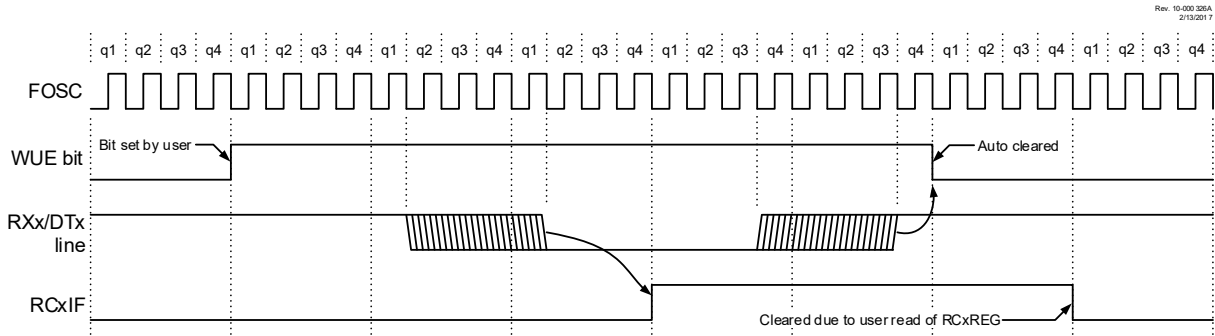 Rev. 10-000 326A
2/13/201 7
q1 q2 q3 q4 q1 q2 q3 q4 q1 q2 q3 q4 q1 q2 q3 q4 q1 q2 q3 q4 q1 q2 q3 q4 q1 q2 q3 q4 q1 q2 q3 q4
FOSC
WUE bit
Bit set by user
Auto cleared
RXx/DTx
line
RCxIF
Cleared due to user read of RCxREG